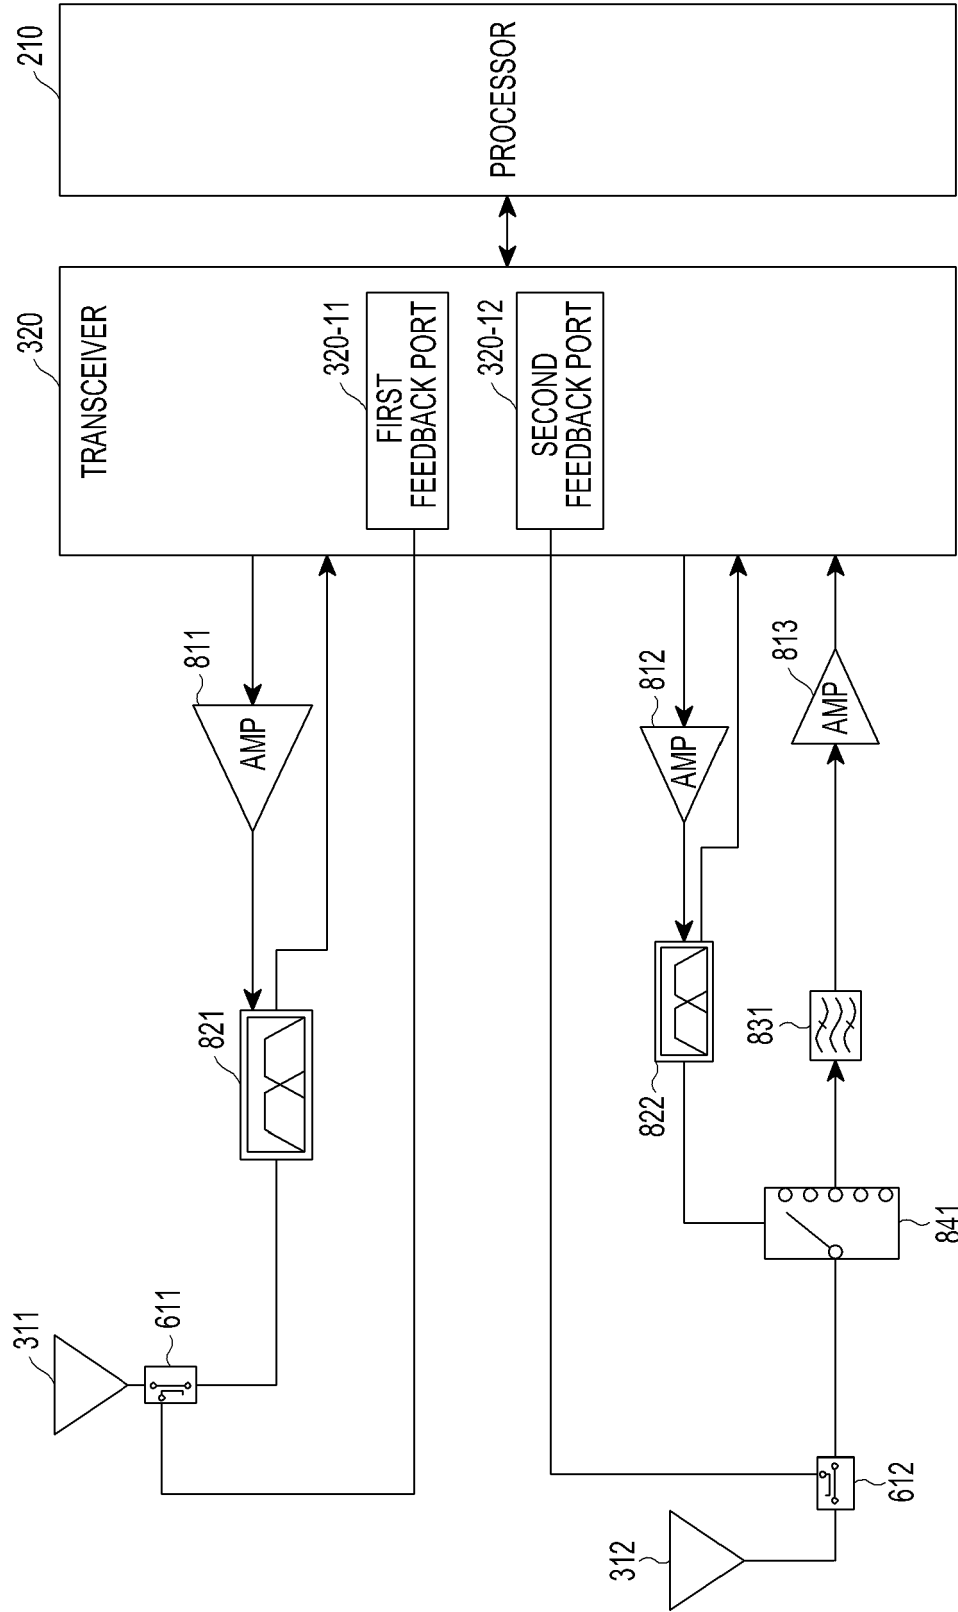 210
PROCESSOR
320
TRANSCEIVER
320-11
FIRST
FEEDBACK PORT
320-12
SECOND
FEEDBACK PORT
811
AMP
812
AMP
813
AMP
821
822
831
841
311
611
312
612